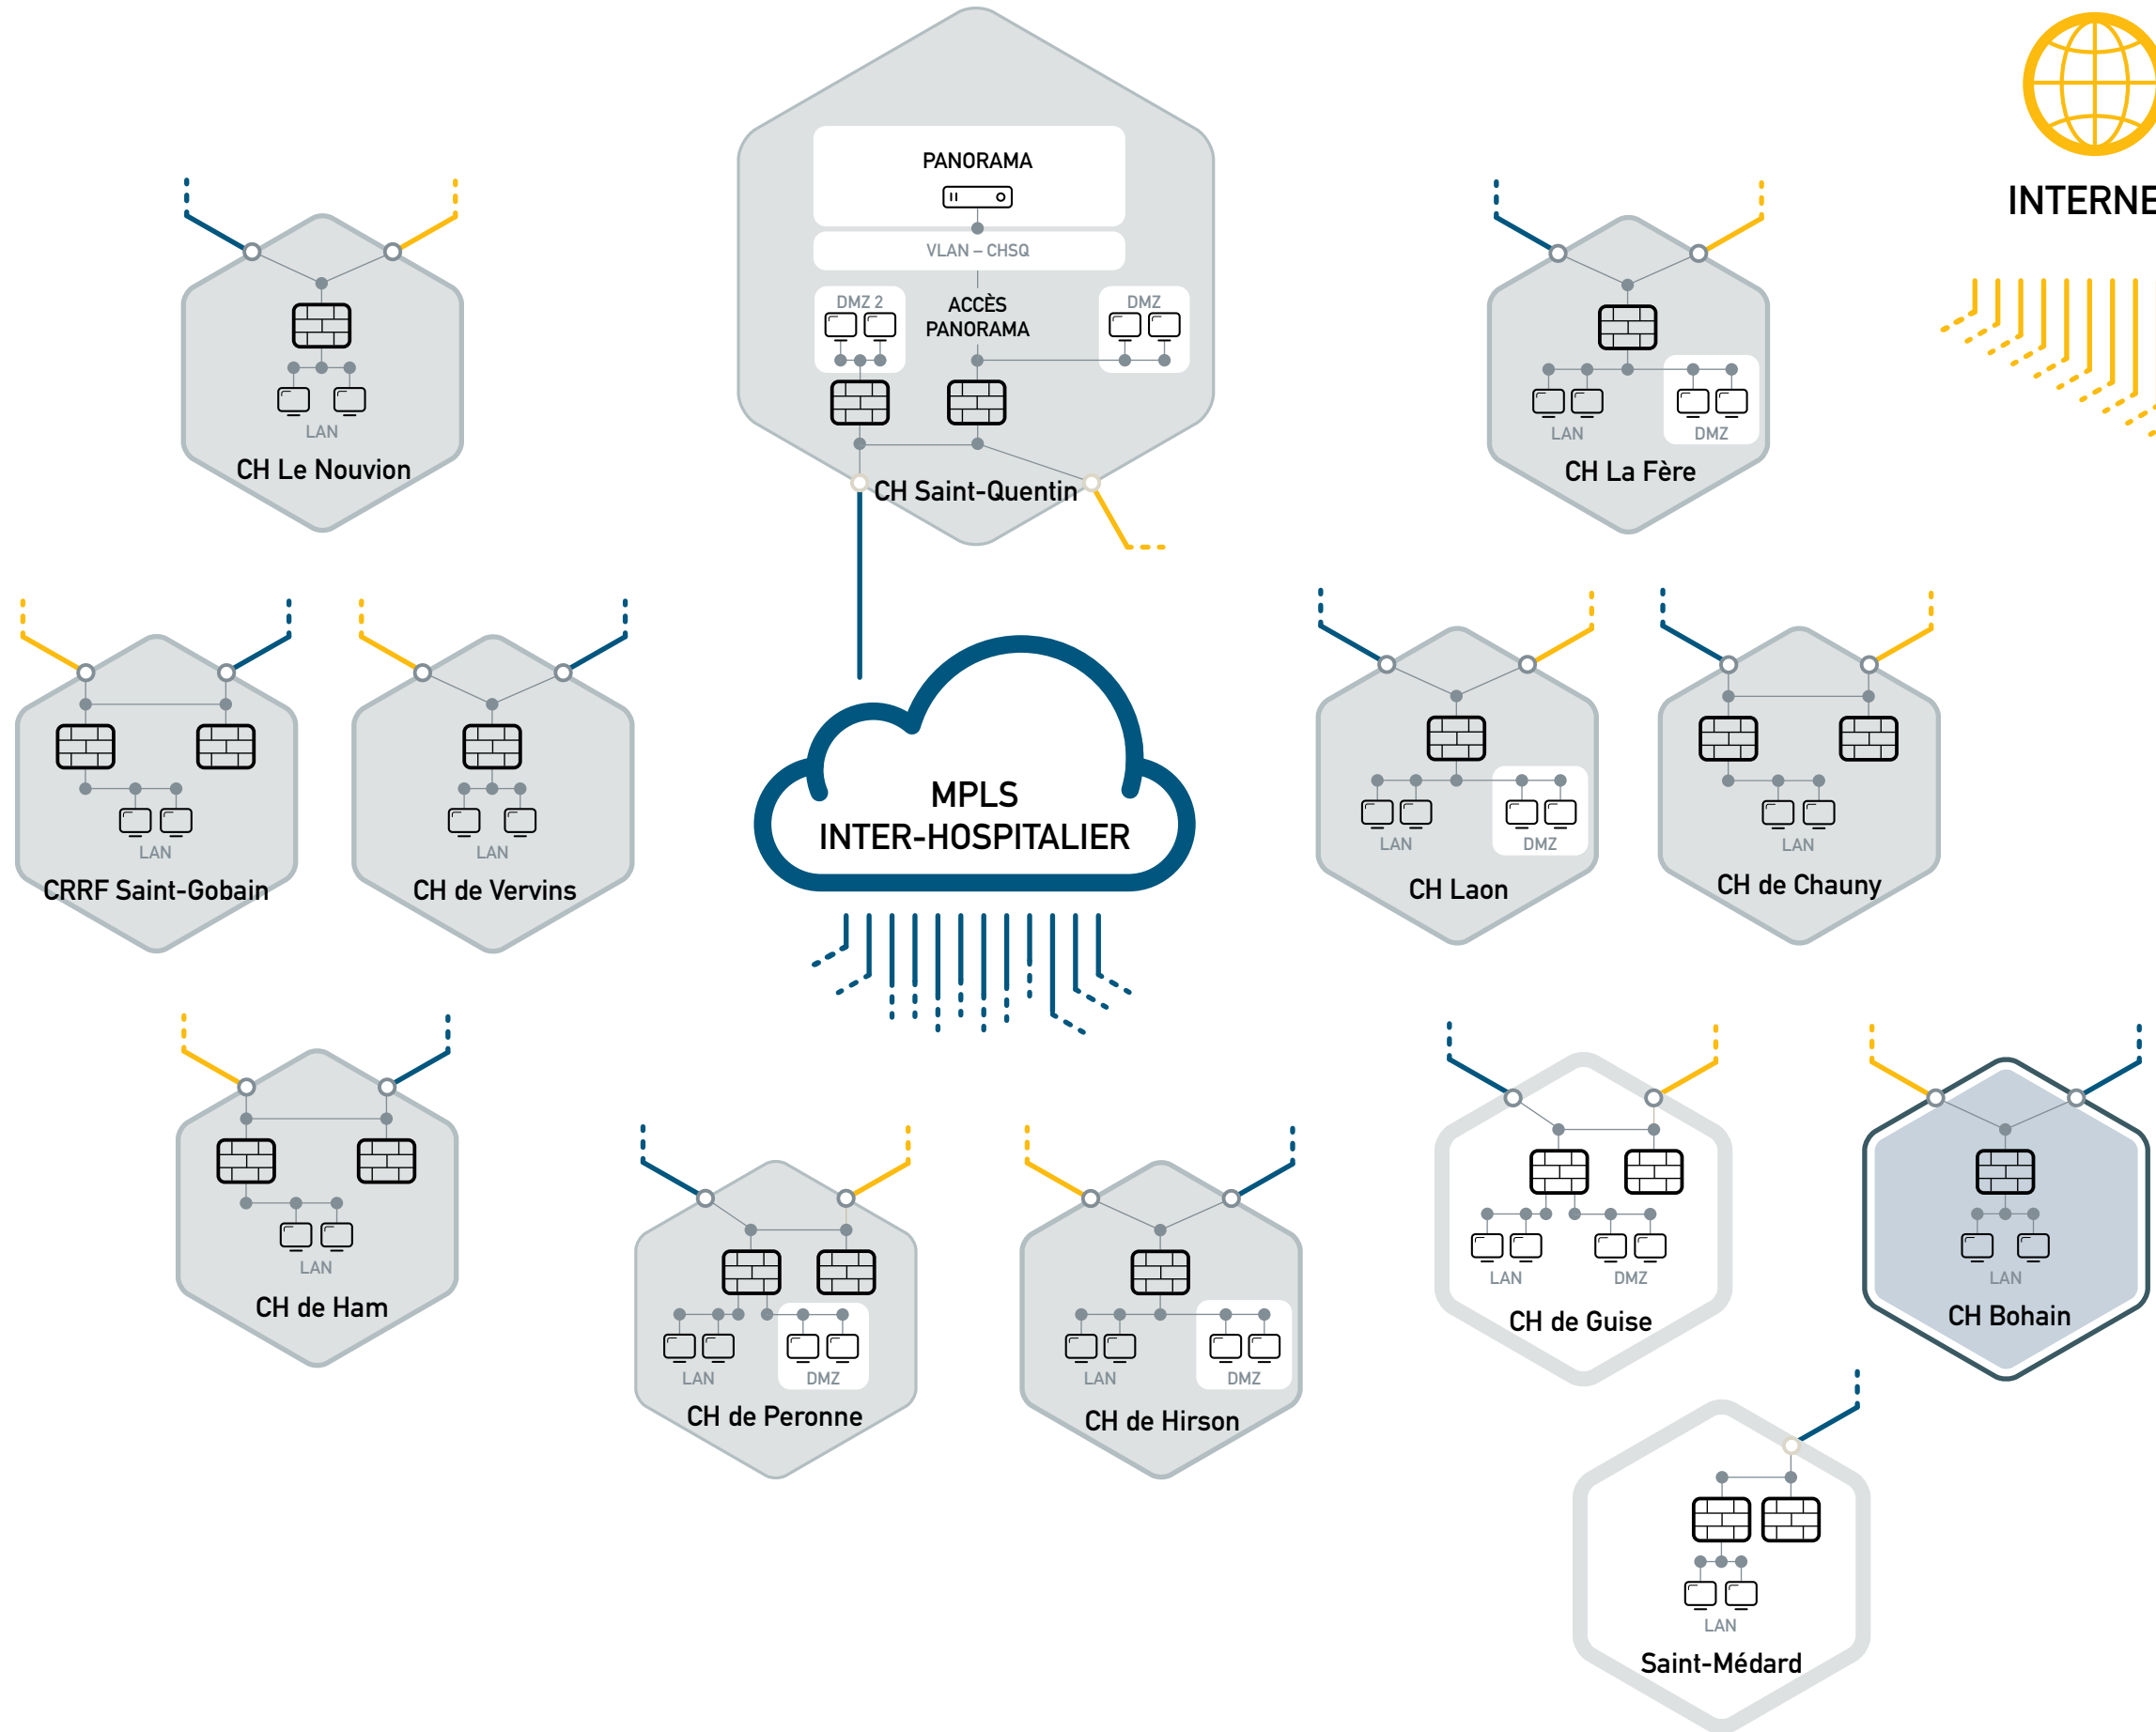 PANORAMA
VLAN – CHSQ
DMZ 2
ACCÈS
PANORAMA
DMZ
CH Saint-Quentin
INTERNE
LAN
CH Le Nouvion
LAN
DMZ
CH La Fère
LAN
CRRF Saint-Gobain
LAN
CH de Vervins
MPLS
INTER-HOSPITALIER
LAN
DMZ
CH Laon
LAN
CH de Chauny
LAN
CH de Ham
LAN
DMZ
CH de Peronne
LAN
DMZ
CH de Hirson
LAN
DMZ
CH de Guise
LAN
CH Bohain
LAN
Saint-Médard